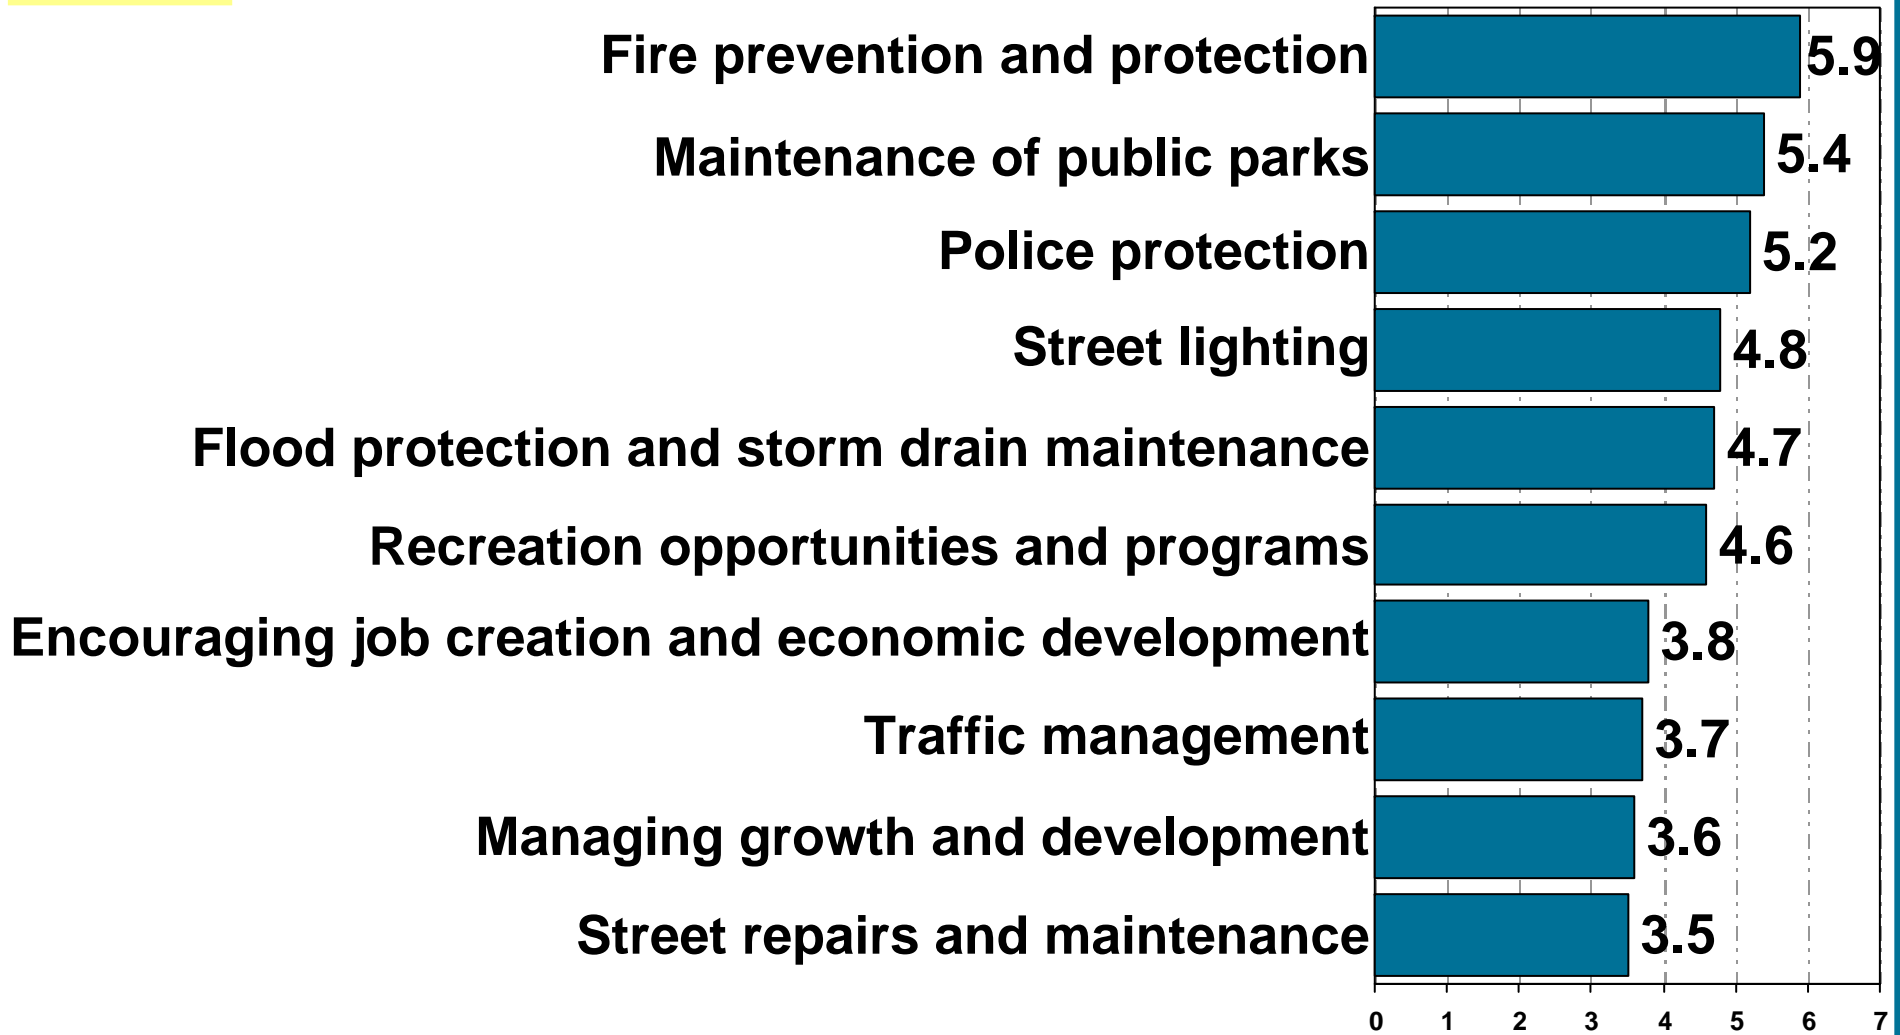 Fire prevention and protection 5.9
Maintenance of public parks 5.4
Police protection 5.2
Street lighting 4.8
Flood protection and storm drain maintenance 4.7
Recreation opportunities and programs 4.6
Encouraging job creation and economic development 3.8
Traffic management 3.7
Managing growth and development 3.6
Street repairs and maintenance 3.5
0 1 2 3 4 5 6 7